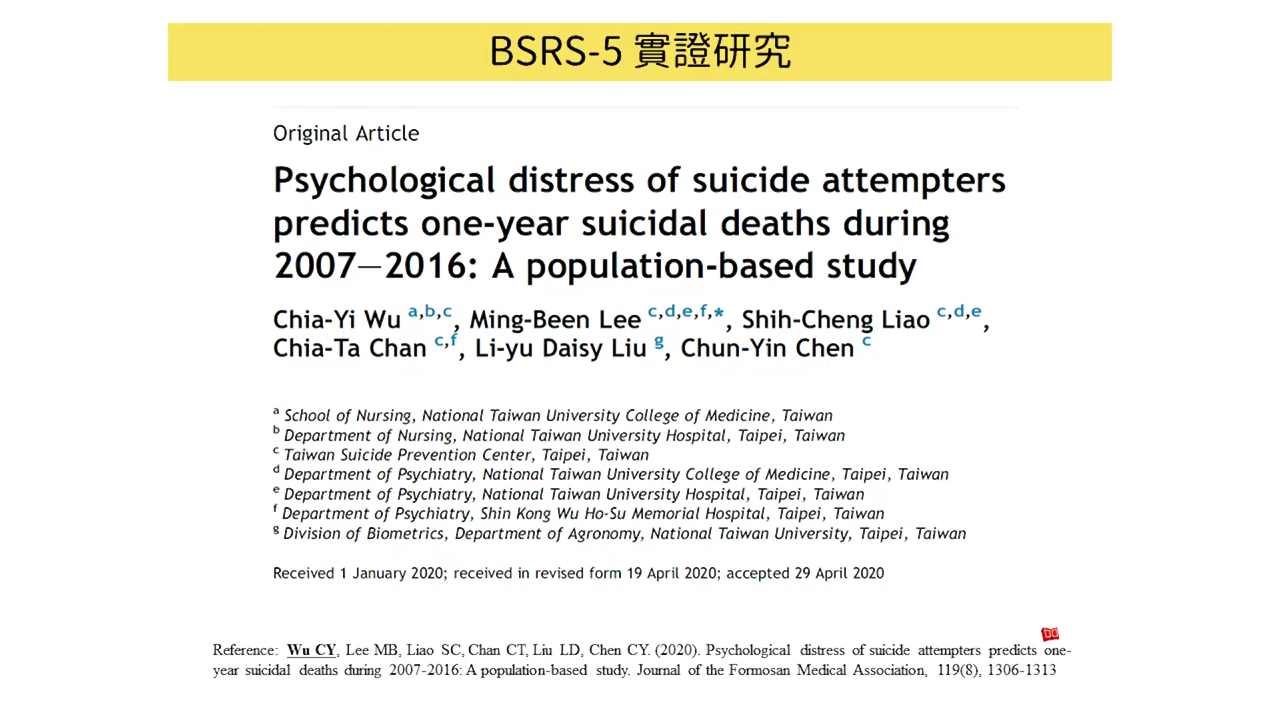 BSRS-5 實證研究
Original Article
Psychological distress of suicide attempters
predicts one-year suicidal deaths during
2007—2016: A population-based study
Chia-Yi Wu a,b,c, Ming-Been Lee c,d,e,f,*, Shih-Cheng Liao c,d,e,
Chia-Ta Chan c,f, Li-yu Daisy Liu g, Chun-Yin Chen c
a School of Nursing, National Taiwan University College of Medicine, Taiwan
b Department of Nursing, National Taiwan University Hospital, Taipei, Taiwan
c Taiwan Suicide Prevention Center, Taipei, Taiwan
d Department of Psychiatry, National Taiwan University College of Medicine, Taipei, Taiwan
e Department of Psychiatry, National Taiwan University Hospital, Taipei, Taiwan
f Department of Psychiatry, Shin Kong Wu Ho-Su Memorial Hospital, Taipei, Taiwan
g Division of Biometrics, Department of Agronomy, National Taiwan University, Taipei, Taiwan
Received 1 January 2020; received in revised form 19 April 2020; accepted 29 April 2020
Reference: Wu CY, Lee MB, Liao SC, Chan CT, Liu LD, Chen CY. (2020). Psychological distress of suicide attempters predicts one-
year suicidal deaths during 2007-2016: A population-based study. Journal of the Formosan Medical Association, 119(8), 1306-1313